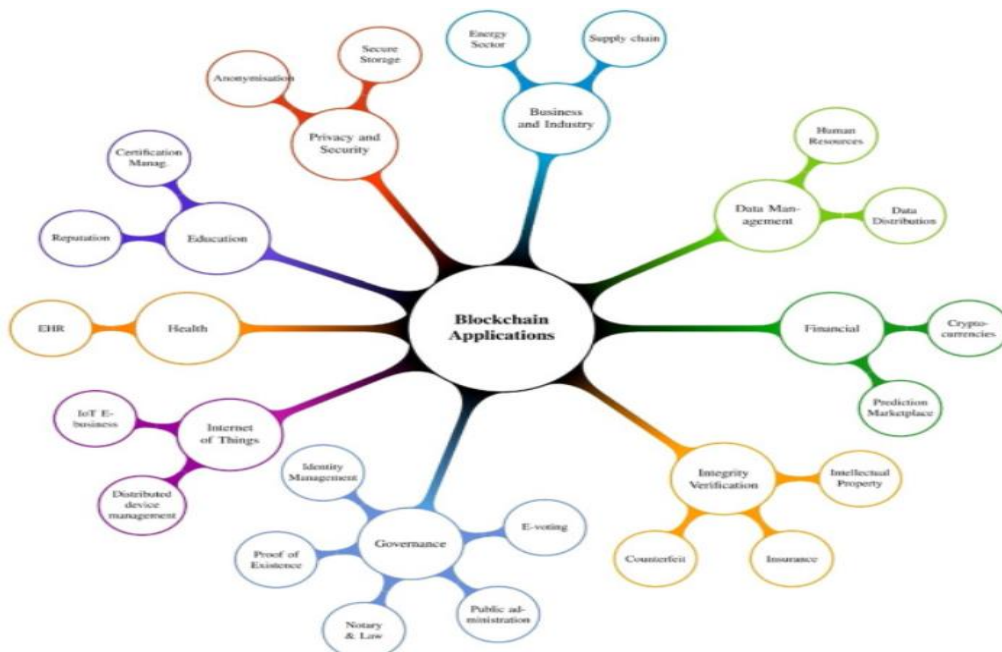 Energy
Sector
Supply chain
Secure
Storage
Anonymisation
Business
and Industry
Privacy and
Security
Human
Resources
Certification
Manag.
Data Man-
agement
Data
Distribution
Reputation
Education
Blockchain
Applications
EHR
Health
Financial
Crypto-
currencies
Prediction
Marketplace
IoT E-
business
Internet
of Things
Distributed
device
management
Identity
Management
Integrity
Verification
Intellectual
Property
Governance
E-voting
Proof of
Existence
Counterfeit
Insurance
Public ad-
ministration
Notary
& Law